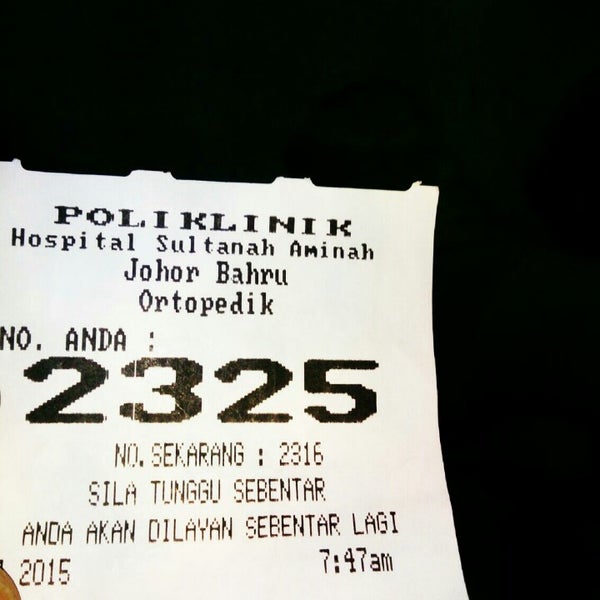 POLIKLINIK
Hospital Sultanah Aminah
Johor Bahru
Ortopedik
NO. ANDA :
2325
NO.SEKARANG : 2316
SILA TUNGGU SEBENTAR
ANDA AKAN DILAYAN SEBENTAR LAGI
2015 7:47am